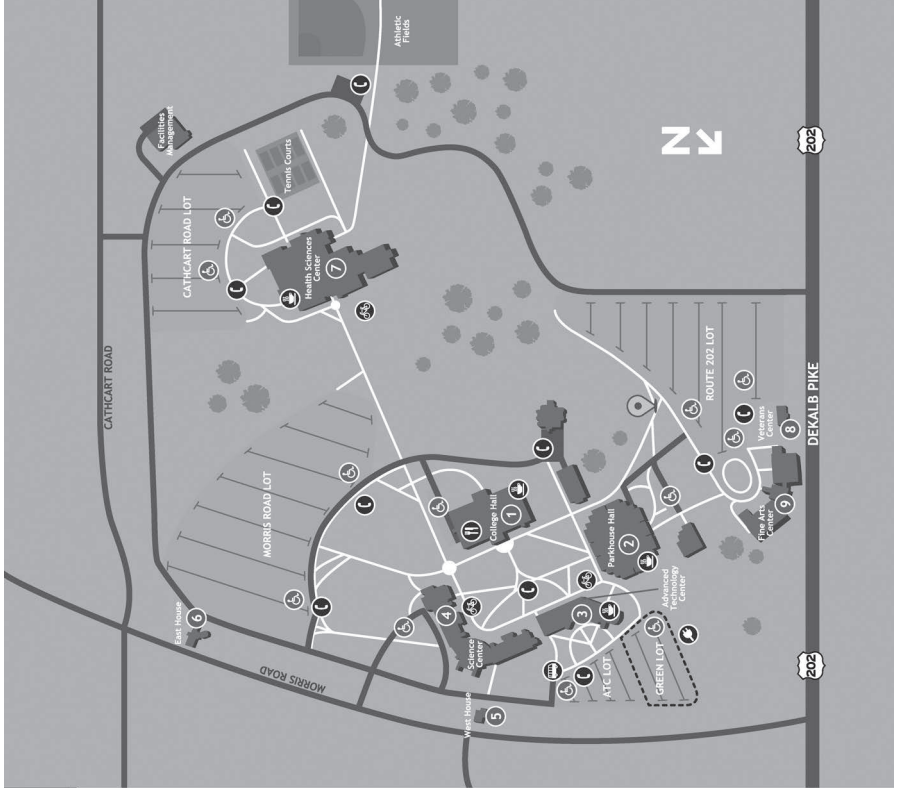 Athletic
Fields
Facilities
Management
Tennis Courts
CATHCART ROAD LOT
Health Sciences
Center
7
N
202
CATHCART ROAD
MORRIS ROAD LOT
ROUTE 202 LOT
DEKALB PIKE
Veterans
Center
8
College Hall
1
Parkhouse Hall
2
Fine Arts
Center
9
Advanced
Technology
Center
3
4
Science
Center
East House
6
MORRIS ROAD
West House
5
ATC LOT
GREEN LOT
202